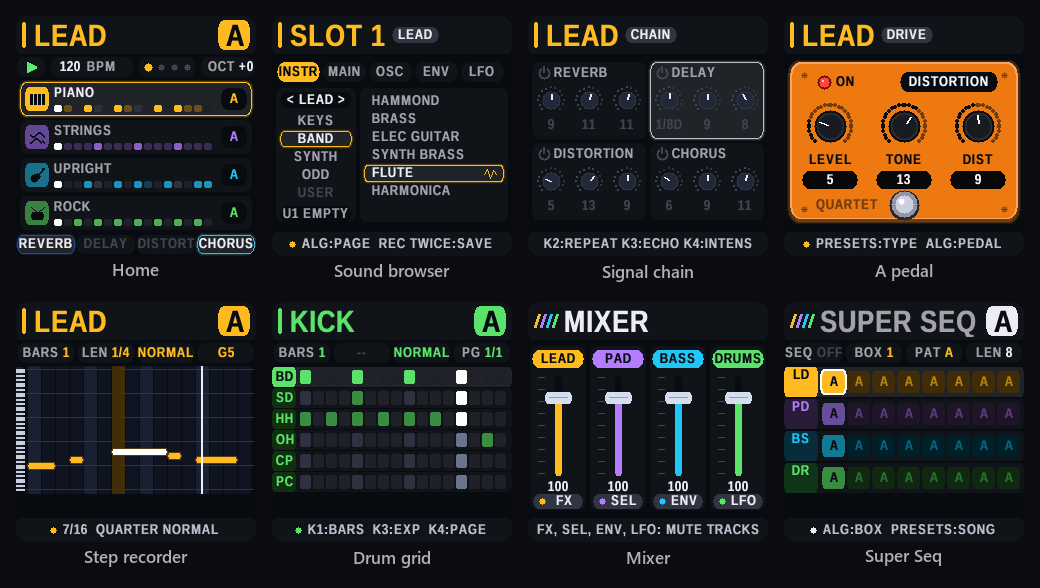 LEAD A
120 BPM OCT +0
PIANO A
STRINGS A
UPRIGHT A
ROCK A
REVERB DELAY DISTORT CHORUS
Home
SLOT 1 LEAD
INSTR MAIN OSC ENV LFO
< LEAD >
KEYS
BAND
SYNTH
ODD
USER
U1 EMPTY
HAMMOND
BRASS
ELEC GUITAR
SYNTH BRASS
FLUTE
HARMONICA
ALG:PAGE REC TWICE:SAVE
Sound browser
LEAD CHAIN
REVERB DELAY
9 11 11 1/8D 9 8
DISTORTION CHORUS
5 13 9 6 9 11
K2:REPEAT K3:ECHO K4:INTENS
Signal chain
LEAD DRIVE
ON DISTORTION
LEVEL TONE DIST
5 13 9
QUARTET
PRESETS:TYPE ALG:PEDAL
A pedal
LEAD A
BARS 1 LEN 1/4 NORMAL G5
7/16 QUARTER NORMAL
Step recorder
KICK A
BARS 1 -- NORMAL PG 1/1
BD
SD
HH
OH
CP
PC
K1:BARS K3:EXP K4:PAGE
Drum grid
MIXER
LEAD PAD BASS DRUMS
100 100 100 100
FX SEL ENV LFO
FX, SEL, ENV, LFO: MUTE TRACKS
Mixer
SUPER SEQ A
SEQ OFF BOX 1 PAT A LEN 8
LD A A A A A A A A
PD A A A A A A A A
BS A A A A A A A A
DR A A A A A A A A
ALG:BOX PRESETS:SONG
Super Seq